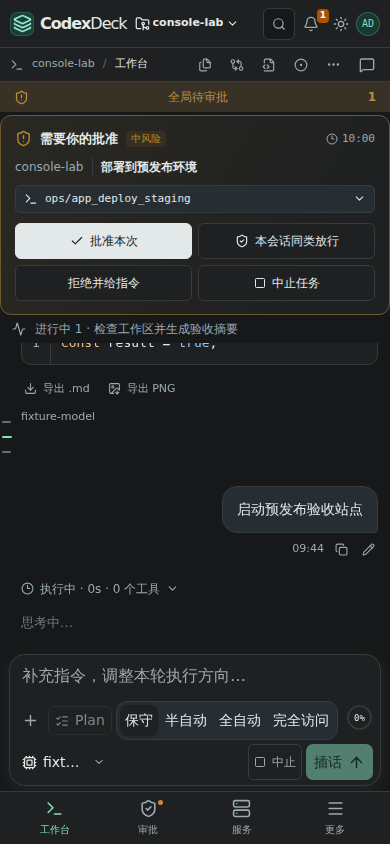 CodexDeck
console-lab
1
AD
console-lab / 工作台
全局待审批 1
需要你的批准 中风险 10:00
console-lab 部署到预发布环境
ops/app_deploy_staging
批准本次
本会话同类放行
拒绝并给指令
中止任务
进行中 1 · 检查工作区并生成验收摘要
1 const result = true;
导出 .md 导出 PNG
fixture-model
启动预发布验收站点
09:44
执行中 · 0s · 0 个工具
思考中…
补充指令，调整本轮执行方向…
Plan 保守 半自动 全自动 完全访问 0%
fixt… 中止 插话
工作台 审批 服务 更多